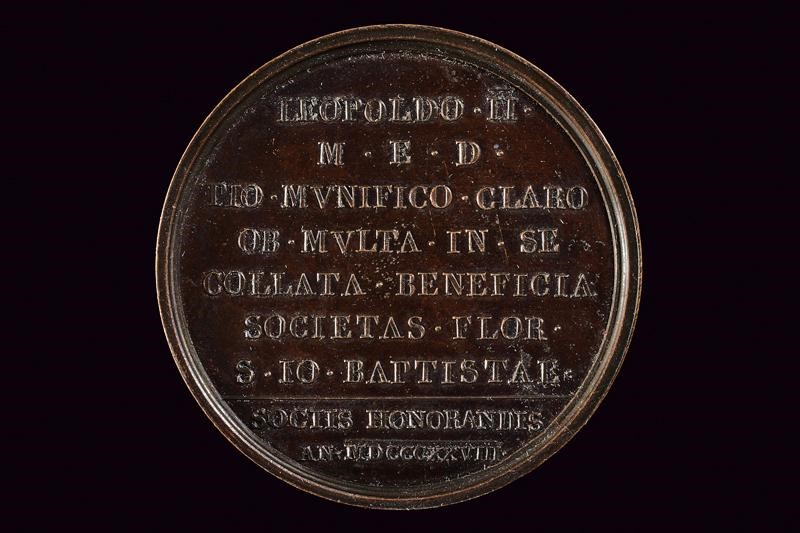 LEOPOLDO · II ·
M · E · D ·
PIO · MVNIFICO · CLARO
OB · MVLTA · IN · SE
COLLATA · BENEFICIA
SOCIETAS · FLOR ·
S · IO · BAPTISTAE ·
SOCIIS HONORANDIS
AN · MDCCCXXVIII ·